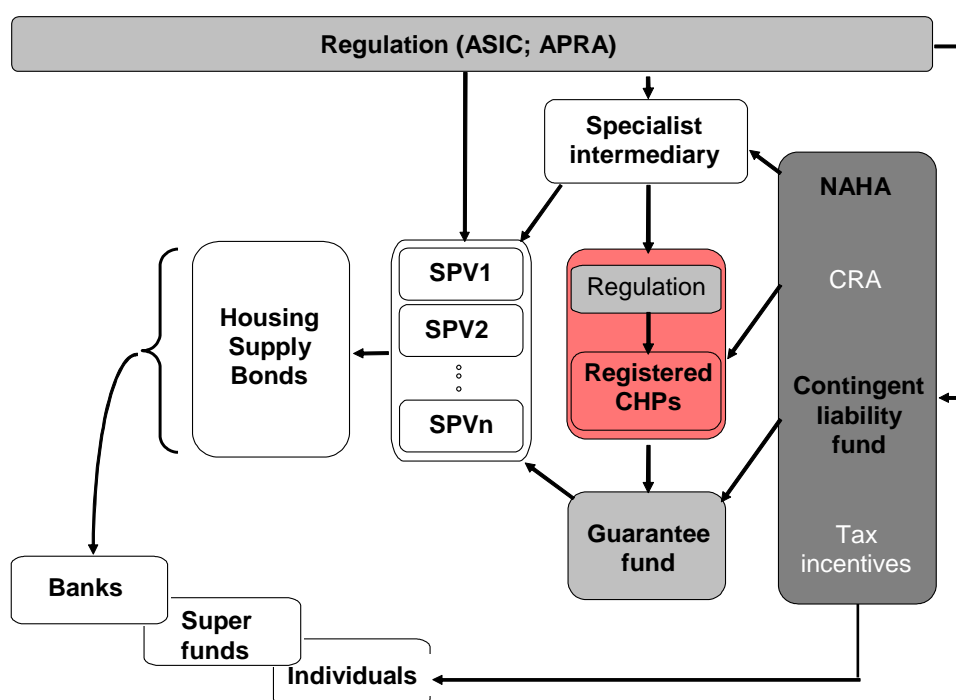 Regulation (ASIC; APRA)
Specialist
intermediary
NAHA
CRA
Contingent
liability
fund
Tax
incentives
Regulation
Registered
CHPs
SPV1
SPV2
SPVn
Housing
Supply
Bonds
Guarantee
fund
Banks
Super
funds
Individuals